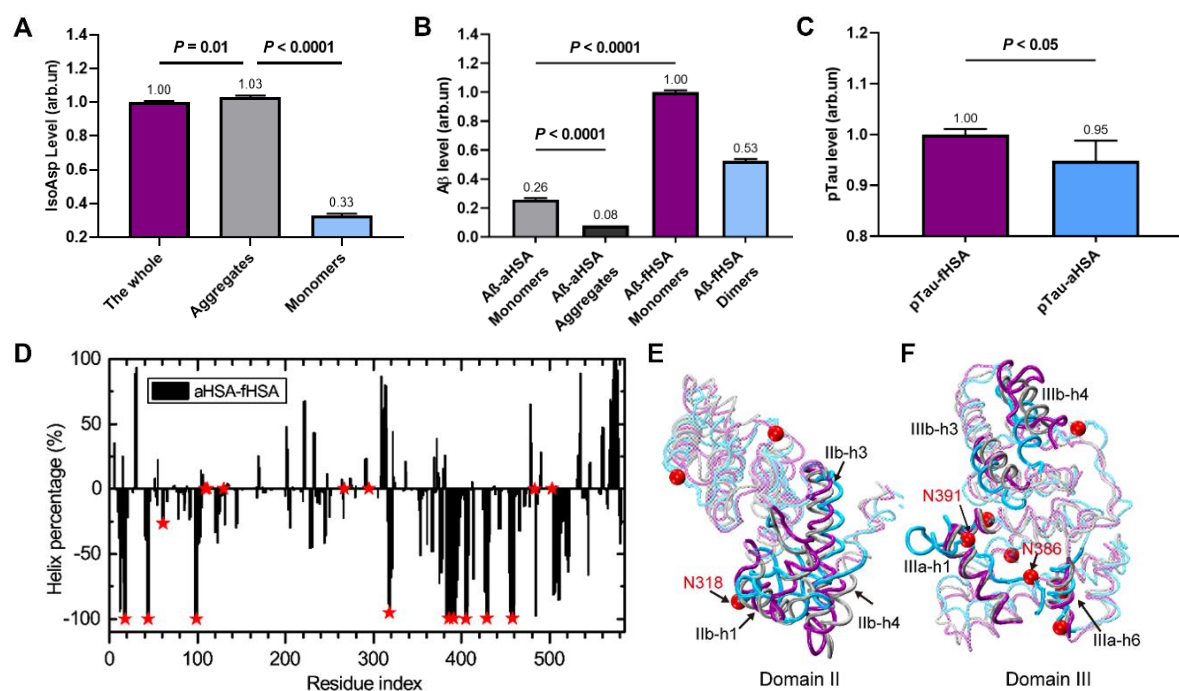 A
IsoAsp Level (arb.un)
1.4
1.2
1.0
0.8
0.6
0.4
0.2
P = 0.01
P < 0.0001
1.00
1.03
0.33
The whole
Aggregates
Monomers
B
Aβ level (arb.un)
1.4
1.2
1.0
0.8
0.6
0.4
0.2
0.0
P < 0.0001
P < 0.0001
0.26
0.08
1.00
0.53
Aß-aHSA
Monomers
Aß-aHSA
Aggregates
Aß-fHSA
Monomers
Aß-fHSA
Dimers
C
pTau level (arb.un)
1.2
1.1
1.0
0.9
0.8
P < 0.05
1.00
0.95
pTau-fHSA
pTau-aHSA
D
Helix percentage (%)
100
50
0
-50
-100
aHSA-fHSA
0
100
200
300
400
500
Residue index
E
IIb-h3
N318
IIb-h1
IIb-h4
Domain II
F
IIIb-h4
IIIb-h3
N391
N386
IIIa-h1
IIIa-h6
Domain III